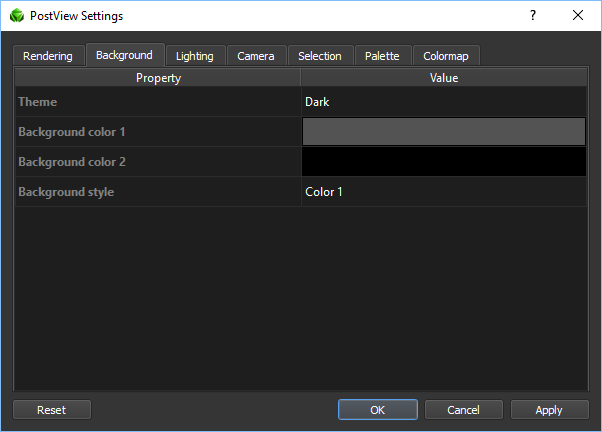 PostView Settings
?
Rendering Background Lighting Camera Selection Palette Colormap
Property Value
Theme Dark
Background color 1
Background color 2
Background style Color 1
Reset OK Cancel Apply